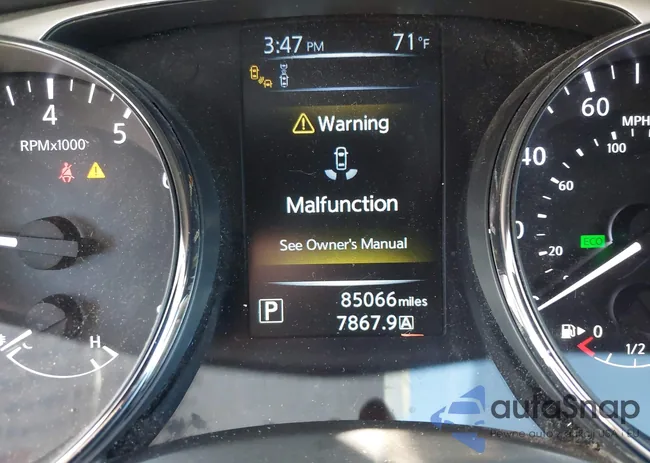 3:47 PM 71°F
4
5
6
RPMx1000
Warning
Malfunction
See Owner's Manual
P 85066 miles
7867.9 A
H
60
MPH
100
40
60
20
ECO
0
1/2
autoSnap